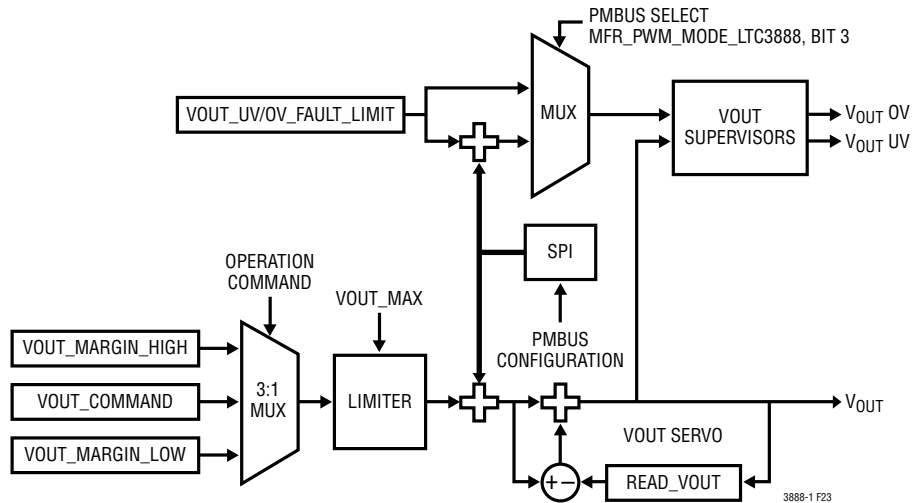 PMBUS SELECT
MFR_PWM_MODE_LTC3888, BIT 3
VOUT_UV/OV_FAULT_LIMIT
MUX
VOUT
SUPERVISORS
VOUT OV
VOUT UV
SPI
OPERATION
COMMAND
VOUT_MAX
PMBUS
CONFIGURATION
VOUT_MARGIN_HIGH
VOUT_COMMAND
VOUT_MARGIN_LOW
3:1
MUX
LIMITER
VOUT
VOUT SERVO
+ −
READ_VOUT
3888-1 F23